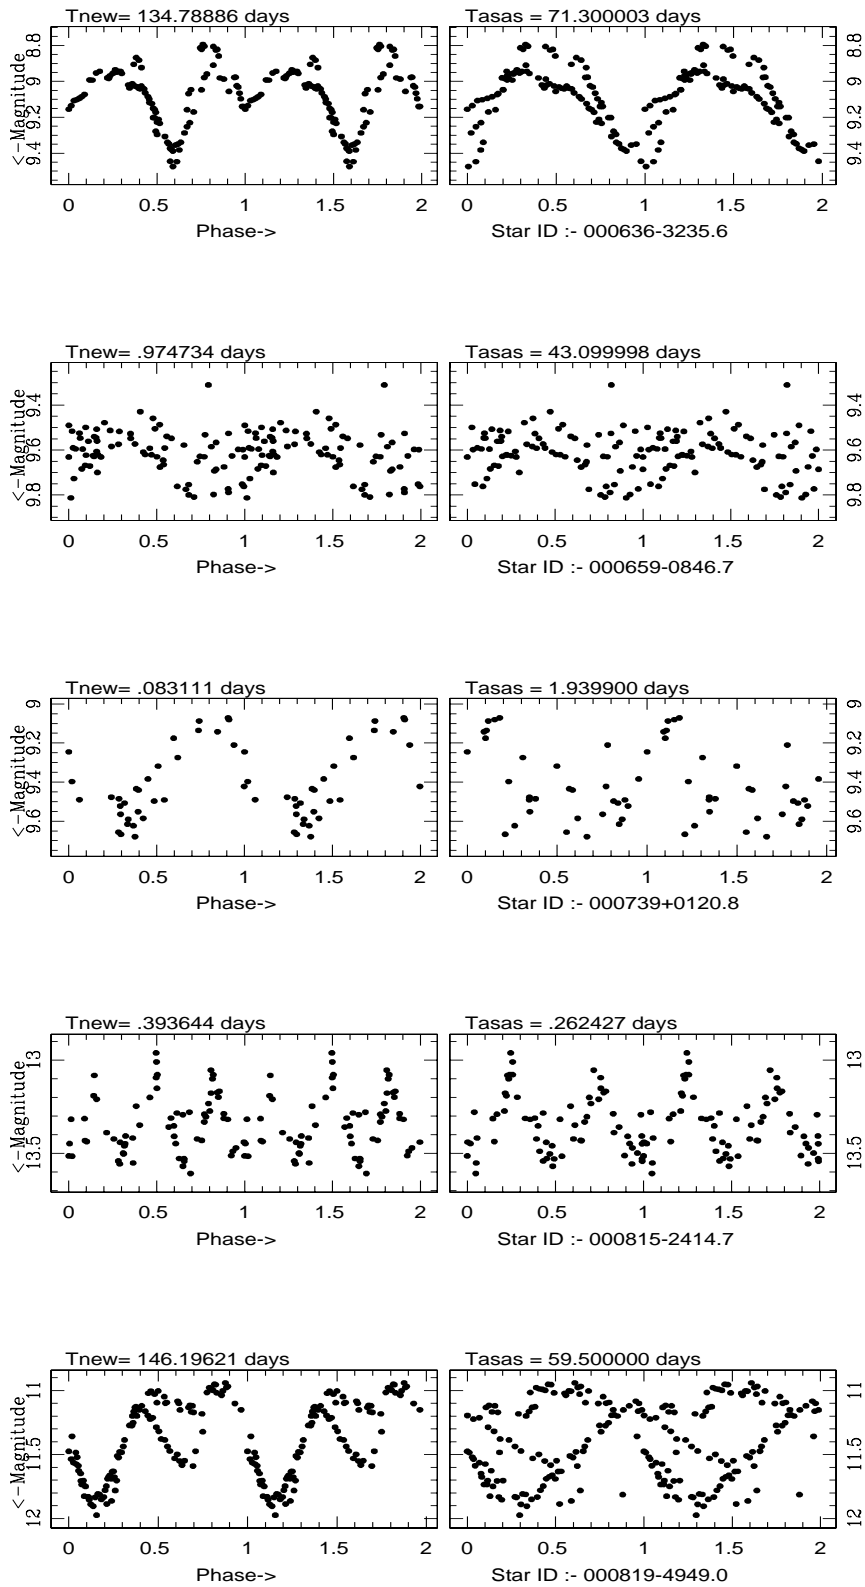 Tnew= 134.78886 days Tasas = 71.300003 days
<-Magnitude
8.8 9 9.2 9.4
8.8 9 9.2 9.4
0 0.5 1 1.5 2 0 0.5 1 1.5 2
Phase-> Star ID :- 000636-3235.6
Tnew= .974734 days Tasas = 43.099998 days
<-Magnitude
9.4 9.6 9.8
9.4 9.6 9.8
0 0.5 1 1.5 2 0 0.5 1 1.5 2
Phase-> Star ID :- 000659-0846.7
Tnew= .083111 days Tasas = 1.939900 days
<-Magnitude
9 9.2 9.4 9.6
9 9.2 9.4 9.6
0 0.5 1 1.5 2 0 0.5 1 1.5 2
Phase-> Star ID :- 000739+0120.8
Tnew= .393644 days Tasas = .262427 days
<-Magnitude
13 13.5
13 13.5
0 0.5 1 1.5 2 0 0.5 1 1.5 2
Phase-> Star ID :- 000815-2414.7
Tnew= 146.19621 days Tasas = 59.500000 days
<-Magnitude
11 11.5 12
11 11.5 12
0 0.5 1 1.5 2 0 0.5 1 1.5 2
Phase-> Star ID :- 000819-4949.0